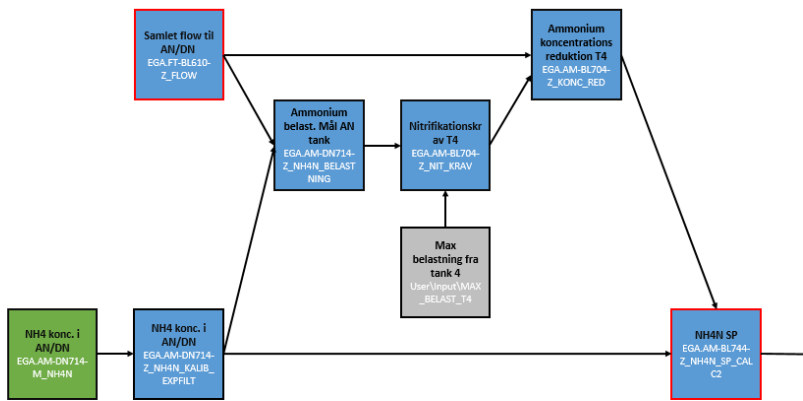 Samlet flow til
AN/DN
EGA.FT-BL610-
Z_FLOW
Ammonium
koncentrations
reduktion T4
EGA.AM-BL704-
Z_KONC_RED
Ammonium
belast. Mål AN
tank
EGA.AM-DN714-
Z_NH4N_BELAST
NING
Nitrifikationskr
av T4
EGA.AM-BL704-
Z_NIT_KRAV
Max
belastning fra
tank 4
User\Input\MAX
_BELAST_T4
NH4 konc. i
AN/DN
EGA.AM-DN714-
M_NH4N
NH4 konc. i
AN/DN
EGA.AM-DN714-
Z_NH4N_KALIB_
EXPFILT
NH4N SP
EGA.AM-BL744-
Z_NH4N_SP_CAL
C2